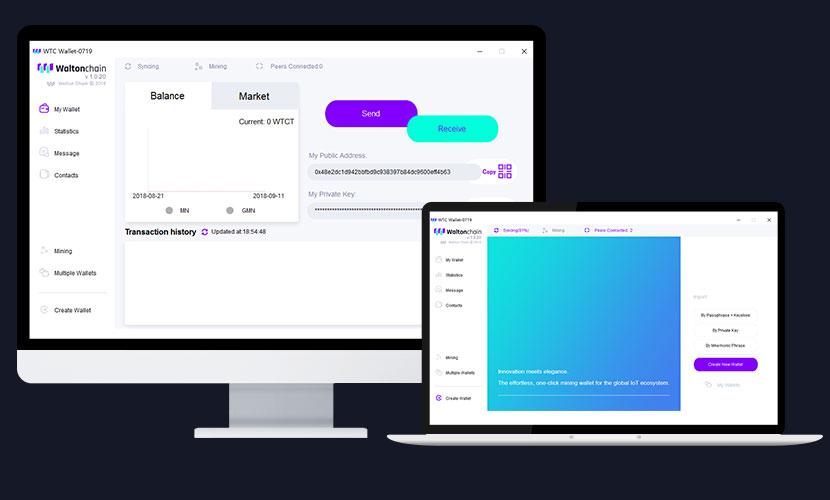 WTC Wallet-0719
Waltonchain
v 1.0.20
Walton Chain © 2018
Syncing
Mining
Peers Connected:0
My Wallet
Statistics
Message
Contacts
Mining
Multiple Wallets
Create Wallet
Balance
Market
Current: 0 WTCT
2018-08-21
2018-09-11
MN
GMN
Send
Receive
My Public Address:
0x48e2dc1d942bbfbd9c938397b84dc9600eff4b63
Copy
My Private Key:
Transaction history
Updated at 18:54:48
WTC Wallet-0719
Waltonchain
v 1.0.20
Walton Chain © 2018
Syncing(91%)
Mining
Peers Connected: 2
My Wallet
Statistics
Message
Contacts
Mining
Multiple Wallets
Create Wallet
Innovation meets elegance.
The effortless, one-click mining wallet for the global IoT ecosystem.
Import
By Passphrase + Keystore
By Private Key
By Mnemonic Phrase
Create New Wallet
My Wallets